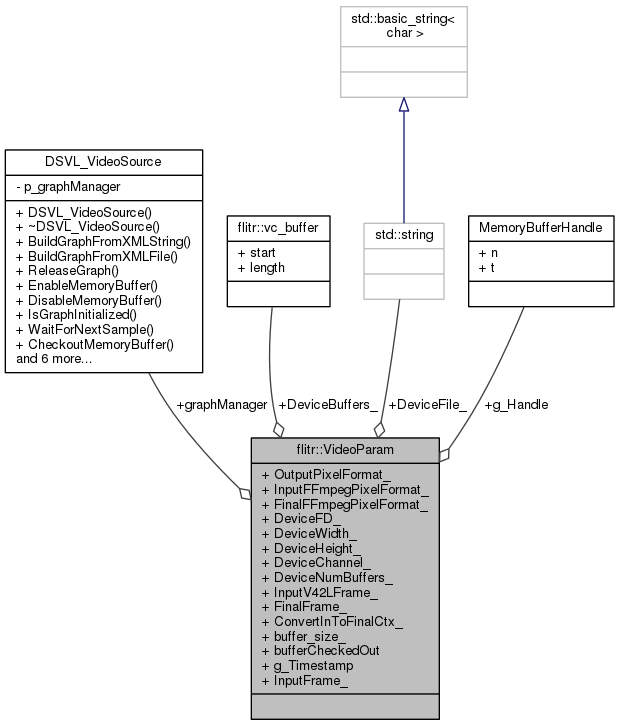 std::basic_string<
char >
DSVL_VideoSource
- p_graphManager
+ DSVL_VideoSource()
+ ~DSVL_VideoSource()
+ BuildGraphFromXMLString()
+ BuildGraphFromXMLFile()
+ ReleaseGraph()
+ EnableMemoryBuffer()
+ DisableMemoryBuffer()
+ IsGraphInitialized()
+ WaitForNextSample()
+ CheckoutMemoryBuffer()
and 6 more...
flitr::vc_buffer
+ start
+ length
std::string
MemoryBufferHandle
+ n
+ t
+graphManager
+DeviceBuffers_
+DeviceFile_
+g_Handle
flitr::VideoParam
+ OutputPixelFormat_
+ InputFFmpegPixelFormat_
+ FinalFFmpegPixelFormat_
+ DeviceFD_
+ DeviceWidth_
+ DeviceHeight_
+ DeviceChannel_
+ DeviceNumBuffers_
+ InputV42LFrame_
+ FinalFrame_
+ ConvertInToFinalCtx_
+ buffer_size_
+ bufferCheckedOut
+ g_Timestamp
+ InputFrame_